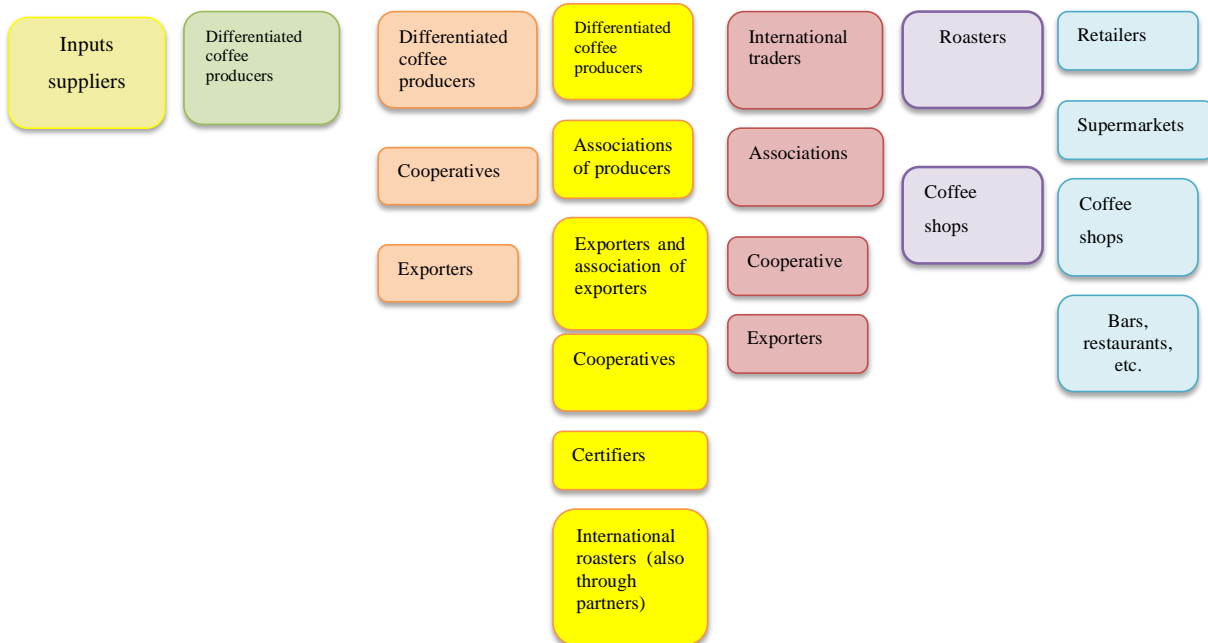 Inputs
suppliers
Differentiated
coffee
producers
Differentiated
coffee
producers
Cooperatives
Exporters
Differentiated
coffee
producers
Associations
of producers
Exporters and
association of
exporters
Cooperatives
Certifiers
International
roasters (also
through
partners)
International
traders
Associations
Cooperative
Exporters
Roasters
Coffee
shops
Retailers
Supermarkets
Coffee
shops
Bars,
restaurants,
etc.